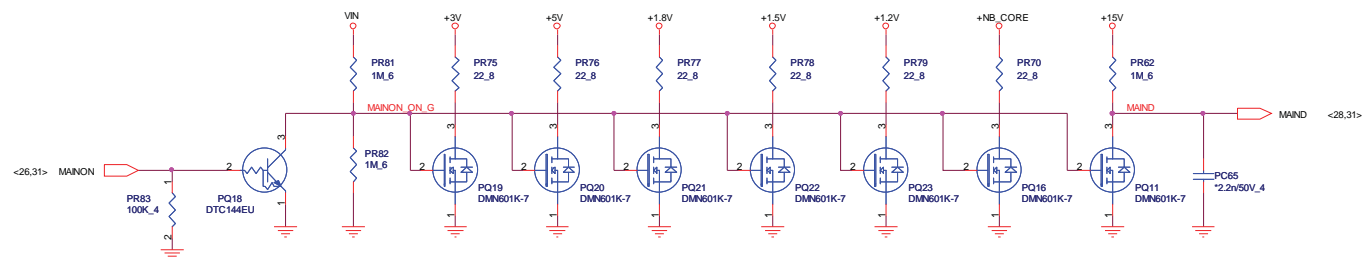 VIN +3V +5V +1.8V +1.5V +1.2V +NB_CORE +15V
PR81 PR75 PR76 PR77 PR78 PR79 PR70 PR62
1M_6 22_8 22_8 22_8 22_8 22_8 22_8 1M_6
MAINON_ON_G MAIND MAIND <28,31>
3 3 3 3 3 3 3 3
PR82
1M_6
<26,31> MAINON 2 2 2 2 2 2 2 2
1 PR83 100K_4 2
PQ18 DTC144EU 1
1 1 1 1 1 1 1
PQ19 PQ20 PQ21 PQ22 PQ23 PQ16 PQ11
DMN601K-7 DMN601K-7 DMN601K-7 DMN601K-7 DMN601K-7 DMN601K-7 DMN601K-7
PC65
*2.2n/50V_4